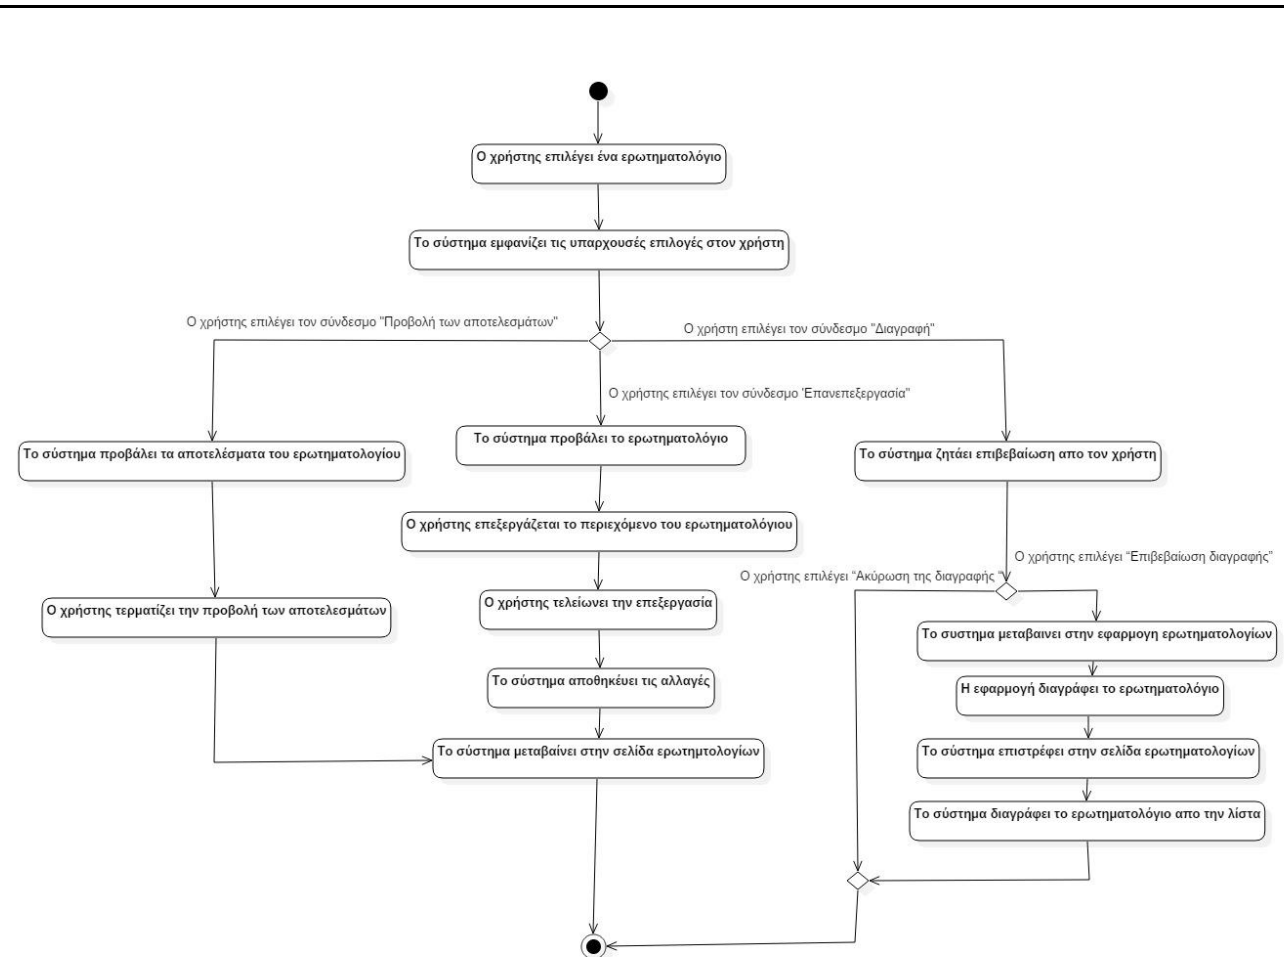 Ο χρήστης επιλέγει ένα ερωτηματολόγιο
Το σύστημα εμφανίζει τις υπαρχουσές επιλογές στον χρήστη
Ο χρήστης επιλέγει τον σύνδεσμο "Προβολή των αποτελεσμάτων"
Ο χρήστη επιλέγει τον σύνδεσμο "Διαγραφή"
Ο χρήστης επιλέγει τον σύνδεσμο 'Επανεπεξεργασία"
Το σύστημα προβάλει το ερωτηματολόγιο
Το σύστημα προβάλει τα αποτελέσματα του ερωτηματολογίου
Το σύστημα ζητάει επιβεβαίωση απο τον χρήστη
Ο χρήστης επεξεργάζεται το περιεχόμενο του ερωτηματολόγιου
Ο χρήστης επιλέγει “Επιβεβαίωση διαγραφής”
Ο χρήστης επιλέγει “Ακύρωση της διαγραφής "
Ο χρήστης τερματίζει την προβολή των αποτελεσμάτων
Ο χρήστης τελείωνει την επεξεργασία
Το συστημα μεταβαινει στην εφαρμογη ερωτηματολογίων
Το σύστημα αποθηκέυει τις αλλαγές
Η εφαρμογή διαγράφει το ερωτηματολόγιο
Το σύστημα μεταβαίνει στην σελίδα ερωτημτολογίων
Το σύστημα επιστρέφει στην σελίδα ερωτηματολογίων
Το σύστημα διαγράφει το ερωτηματολόγιο απο την λίστα